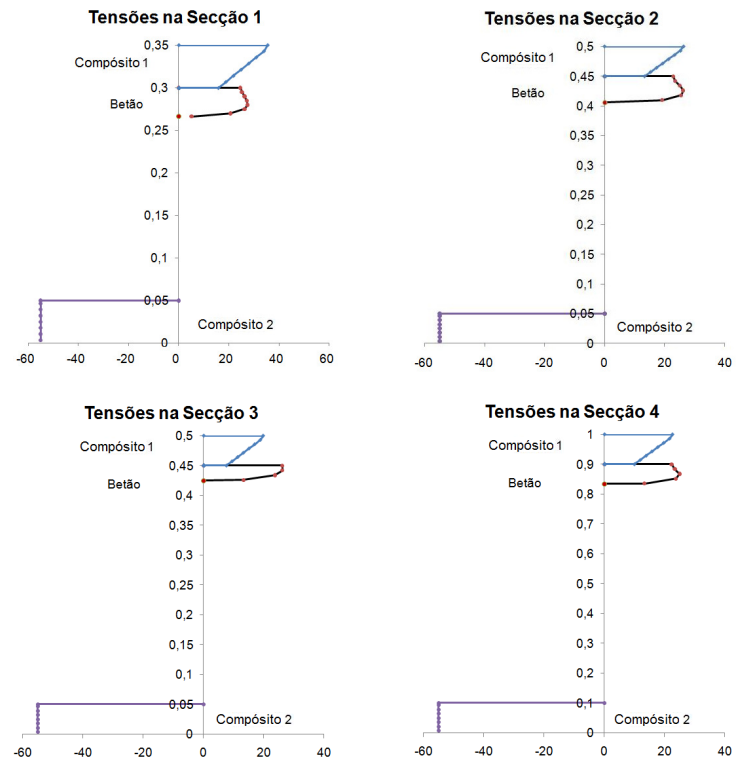 Tensões na Secção 1
0,35
Compósito 1
0,3
Betão
0,25
0,2
0,15
0,1
0,05
Compósito 2
0
-60 -40 -20 0 20 40 60
Tensões na Secção 2
0,5
Compósito 1
0,45
Betão
0,4
0,35
0,3
0,25
0,2
0,15
0,1
0,05
Compósito 2
0
-60 -40 -20 0 20 40
Tensões na Secção 3
0,5
Compósito 1
0,45
Betão
0,4
0,35
0,3
0,25
0,2
0,15
0,1
0,05
Compósito 2
0
-60 -40 -20 0 20 40
Tensões na Secção 4
1
Compósito 1
0,9
Betão
0,8
0,7
0,6
0,5
0,4
0,3
0,2
0,1
Compósito 2
0
-60 -40 -20 0 20 40